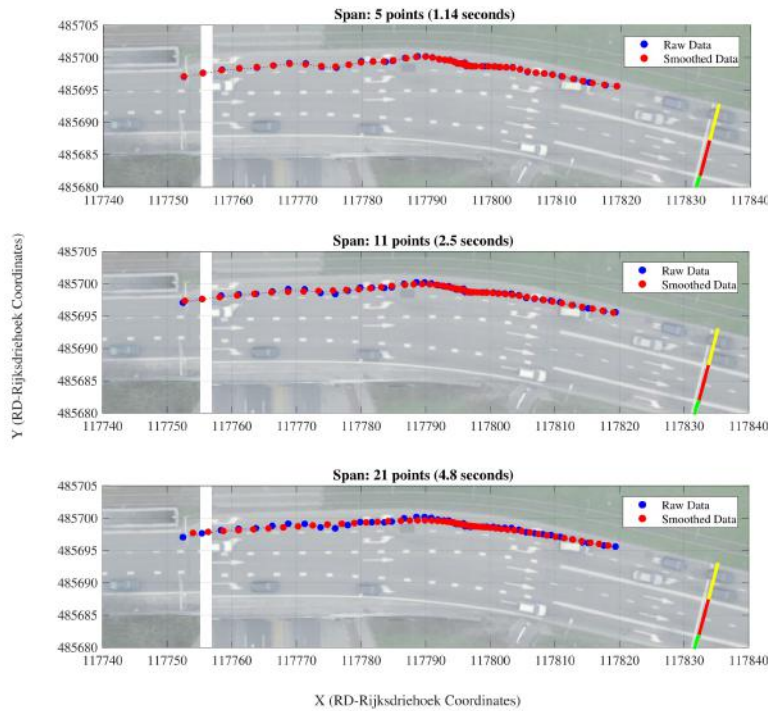 Span: 5 points (1.14 seconds)
485705
485700
485695
485690
485685
485680
Raw Data
Smoothed Data
117740 117750 117760 117770 117780 117790 117800 117810 117820 117830 117840
Span: 11 points (2.5 seconds)
485705
485700
485695
485690
485685
485680
Raw Data
Smoothed Data
117740 117750 117760 117770 117780 117790 117800 117810 117820 117830 117840
Y (RD-Rijksdriehoek Coordinates)
Span: 21 points (4.8 seconds)
485705
485700
485695
485690
485685
485680
Raw Data
Smoothed Data
117740 117750 117760 117770 117780 117790 117800 117810 117820 117830 117840
X (RD-Rijksdriehoek Coordinates)